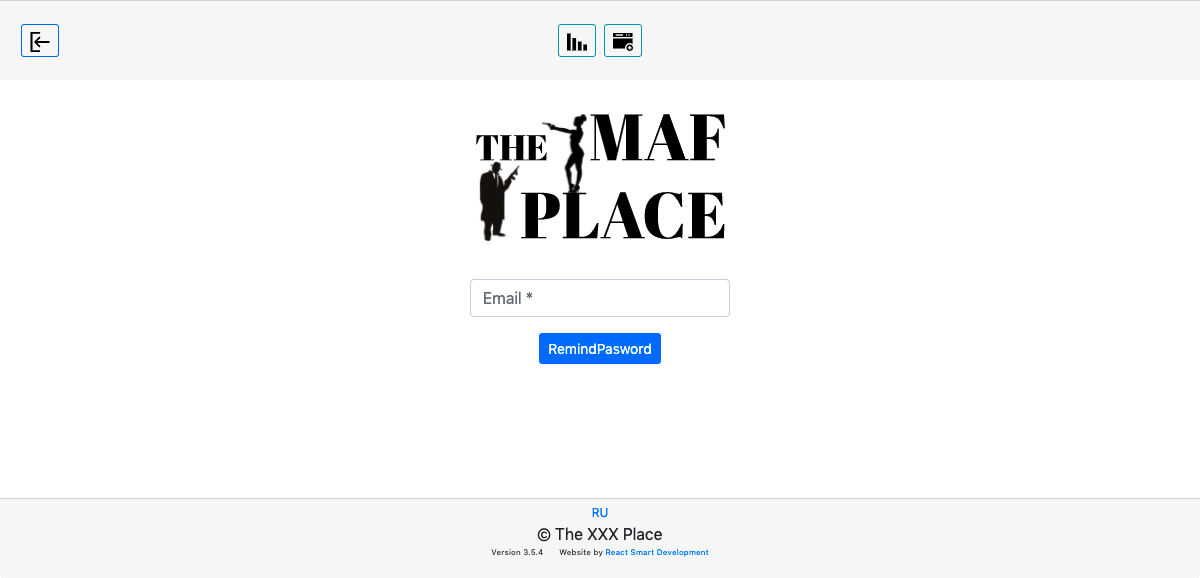 THE MAF
PLACE
Email *
RemindPasword
RU
© The XXX Place
Version 3.5.4 Website by React Smart Development